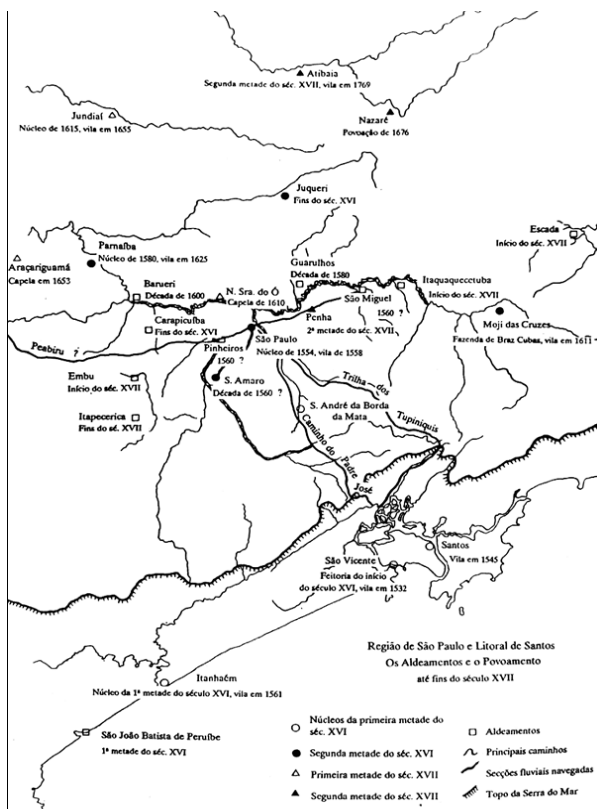 Atibaia
Segunda metade do séc. XVII, vila em 1769
Jundiaí
Núcleo de 1615, vila em 1655
Nazaré
Povoação de 1676
Juqueri
Fins do séc. XVI
Escada
Início do séc. XVII
Parnaíba
Núcleo de 1580, vila em 1625
Araçariguamá
Capela em 1653
Guarulhos
Década de 1580
Barueri
Década de 1600
N. Sra. do Ó
Capela de 1610
Itaquaquecetuba
Início do séc. XVII
São Miguel
1560 ?
Carapicuíba
Fins do séc. XVI
Penha
2ª metade do séc. XVII
Moji das Cruzes
Fazenda de Braz Cubas, vila em 1611
Peabiru ?
Pinheiros
1560 ?
São Paulo
Núcleo de 1554, vila de 1558
Embu
Início do séc. XVII
S. Amaro
Década de 1560 ?
Trilha dos
Tupiniquis
Itapecerica
Fins do séc. XVII
S. André da Borda
da Mata
Caminho do Padre
José
Santos
Vila em 1545
São Vicente
Feitoria do início
do século XVI, vila em 1532
Região de São Paulo e Litoral de Santos
Os Aldeamentos e o Povoamento
até fins do século XVII
Itanhaém
Núcleo da 1ª metade do século XVI, vila em 1561
São João Batista de Peruíbe
1ª metade do séc. XVI
Núcleos da primeira metade do
séc. XVI
Segunda metade do séc. XVI
Primeira metade do séc. XVII
Segunda metade do séc. XVII
Aldeamentos
Principais caminhos
Secções fluviais navegadas
Topo da Serra do Mar